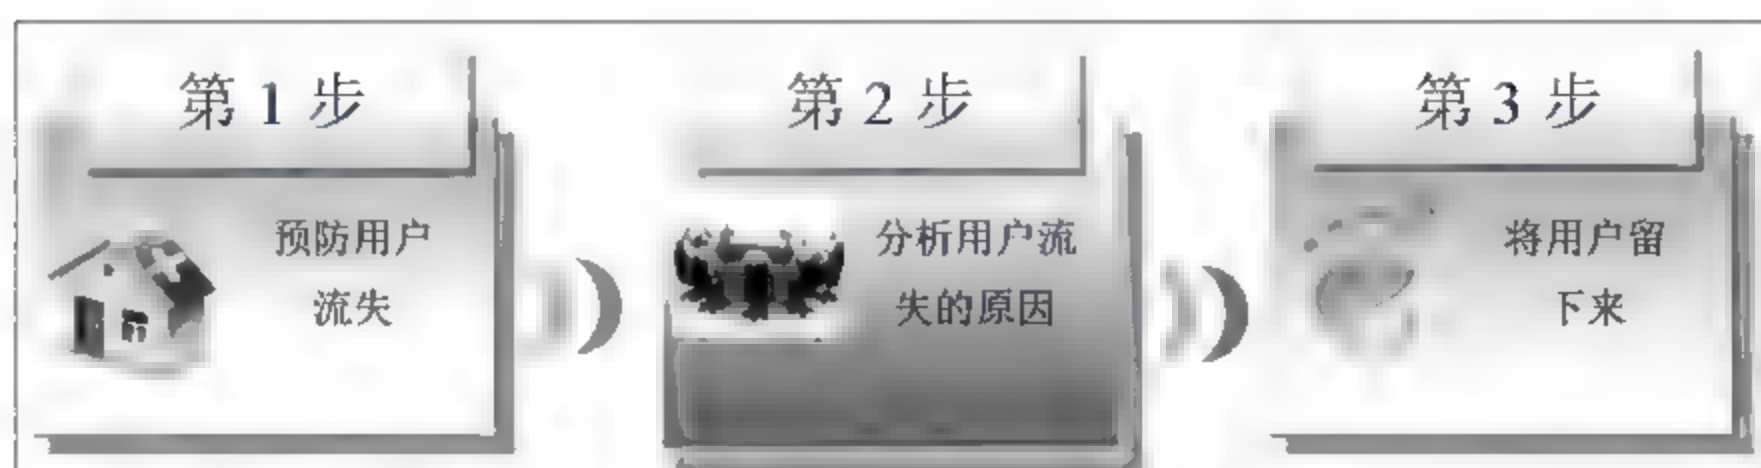 第1步
预防用户
流失
第2步
分析用户流
失的原因
第3步
将用户留
下来